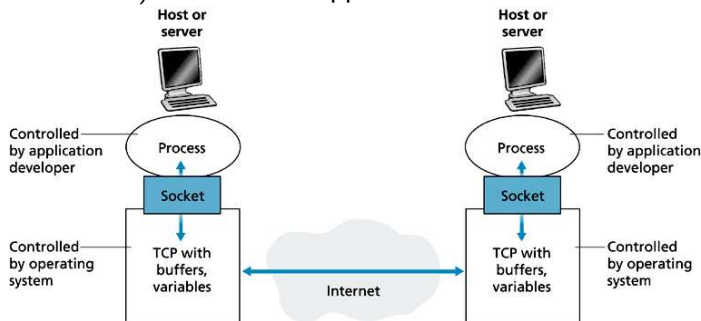 Host or
server
Host or
server
Controlled
by application
developer
Process
Process
Controlled
by application
developer
Socket
Socket
Controlled
by operating
system
TCP with
buffers,
variables
Internet
TCP with
buffers,
variables
Controlled
by operating
system